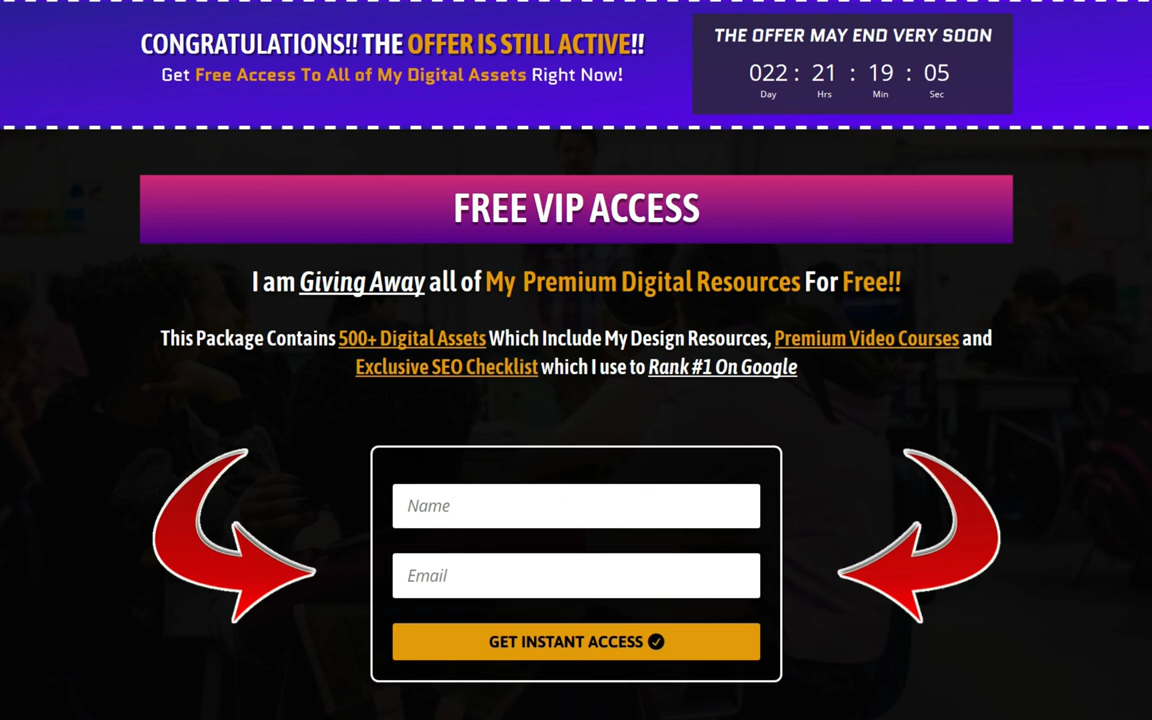 CONGRATULATIONS!! THE OFFER IS STILL ACTIVE!!
Get Free Access To All of My Digital Assets Right Now!
THE OFFER MAY END VERY SOON
022 : 21 : 19 : 05
Day Hrs Min Sec
FREE VIP ACCESS
I am Giving Away all of My Premium Digital Resources For Free!!
This Package Contains 500+ Digital Assets Which Include My Design Resources, Premium Video Courses and
Exclusive SEO Checklist which I use to Rank #1 On Google
Name
Email
GET INSTANT ACCESS